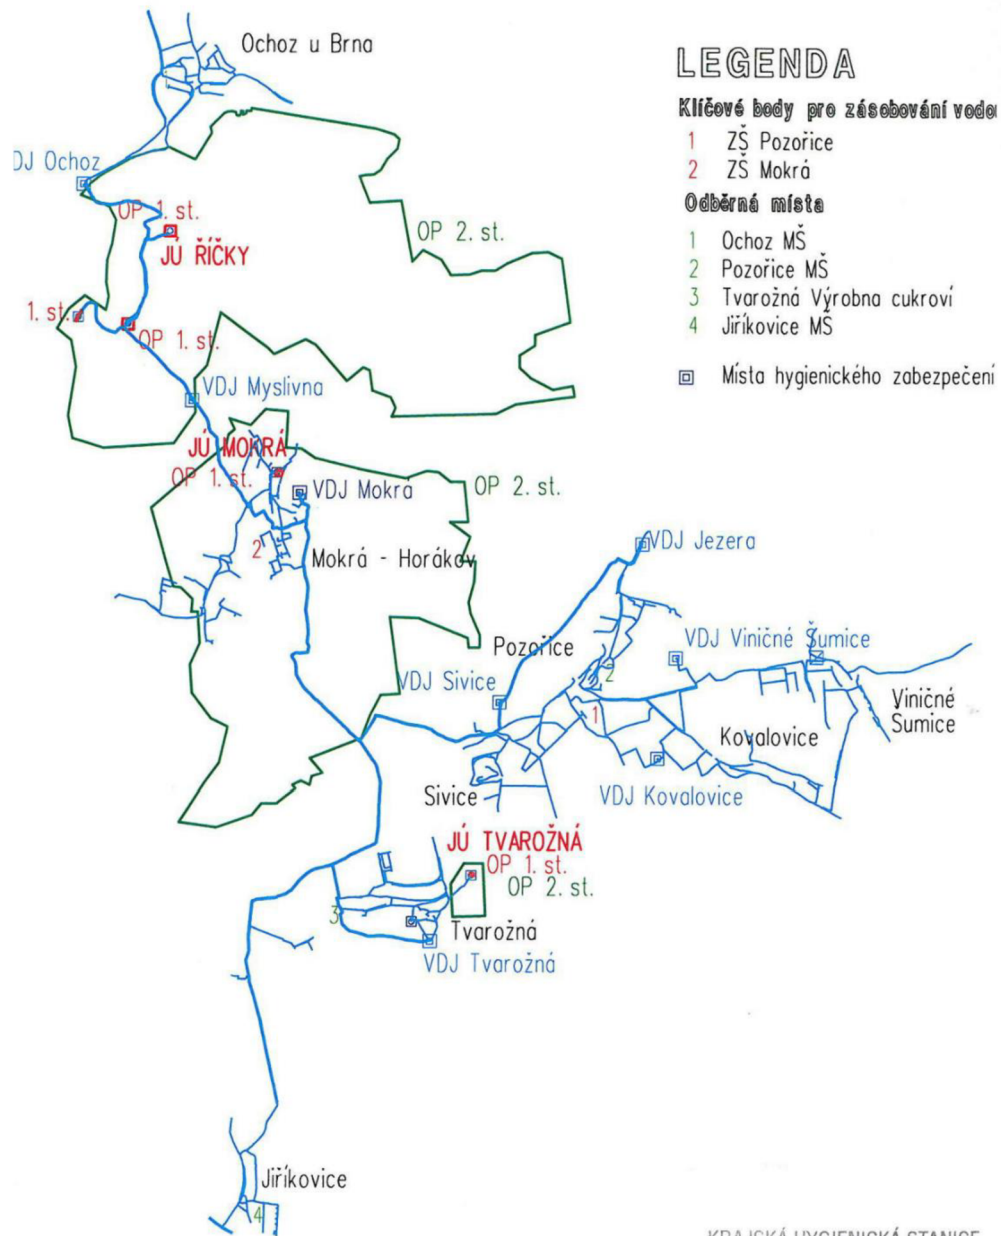 Ochoz u Brna
LEGENDA
Klíčové body pro zásobování vodo
1 ZŠ Pozořice
2 ZŠ Mokrá
Odběrná místa
1 Ochoz MŠ
2 Pozořice MŠ
3 Tvarožná Výrobna cukroví
4 Jiříkovice MŠ
Místa hygienického zabezpečení
DJ Ochoz
OP 1. st.
JÚ ŘÍČKY
OP 2. st.
1. st.
OP 1. st.
VDJ Myslivna
JÚ MOKRÁ
OP 1. st.
VDJ Mokrá
OP 2. st.
2
Mokrá - Horákov
VDJ Jezera
Pozořice
2
VDJ Viničné Šumice
VDJ Sivice
1
Viničné
Šumice
Kovalovice
Sivice
VDJ Kovalovice
JÚ TVAROŽNÁ
OP 1. st.
OP 2. st.
3
Tvarožná
VDJ Tvarožná
Jiříkovice
4
KRAJSKÁ HYGIENICKÁ STANICE